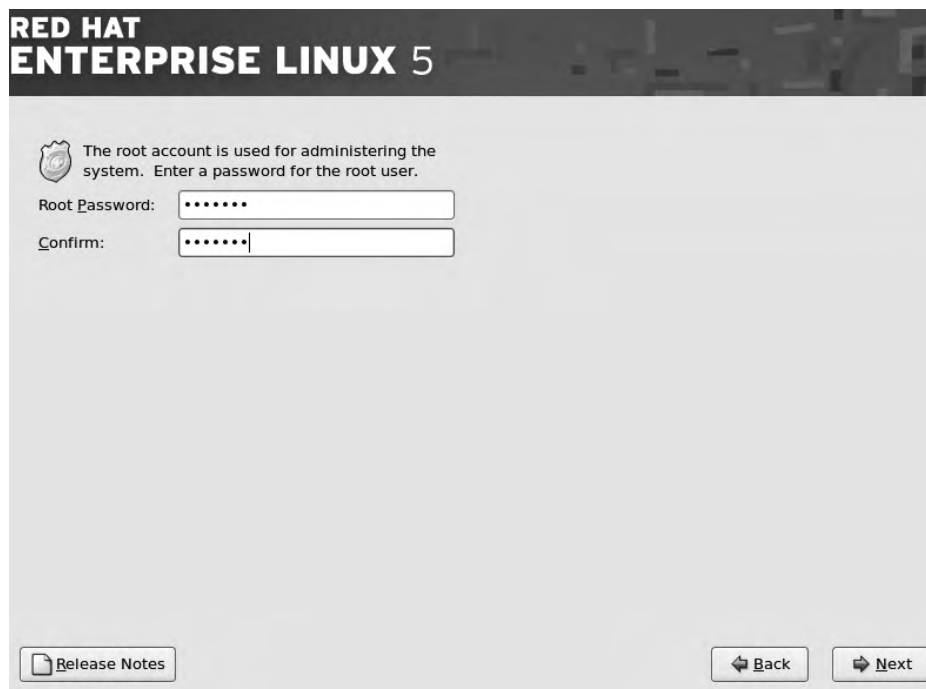 RED HAT
ENTERPRISE LINUX 5
The root account is used for administering the
system. Enter a password for the root user.
Root Password: •••••••
Confirm: •••••••
Release Notes
Back
Next